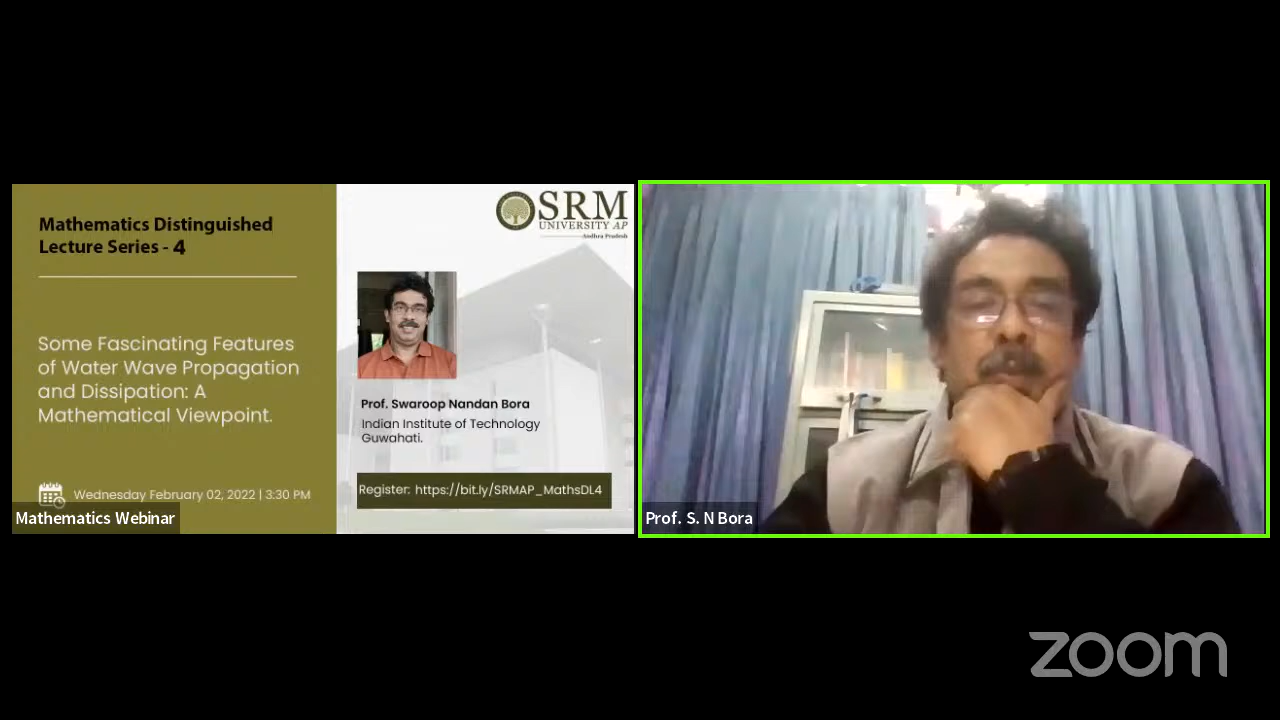 Mathematics Distinguished
Lecture Series - 4
Some Fascinating Features
of Water Wave Propagation
and Dissipation: A
Mathematical Viewpoint.
Wednesday February 02, 2022 | 3:30 PM
Mathematics Webinar
SRM
UNIVERSITY AP
Andhra Pradesh
Prof. Swaroop Nandan Bora
Indian Institute of Technology
Guwahati.
Register: https://bit.ly/SRMAP_MathsDL4
Prof. S. N Bora
zoom